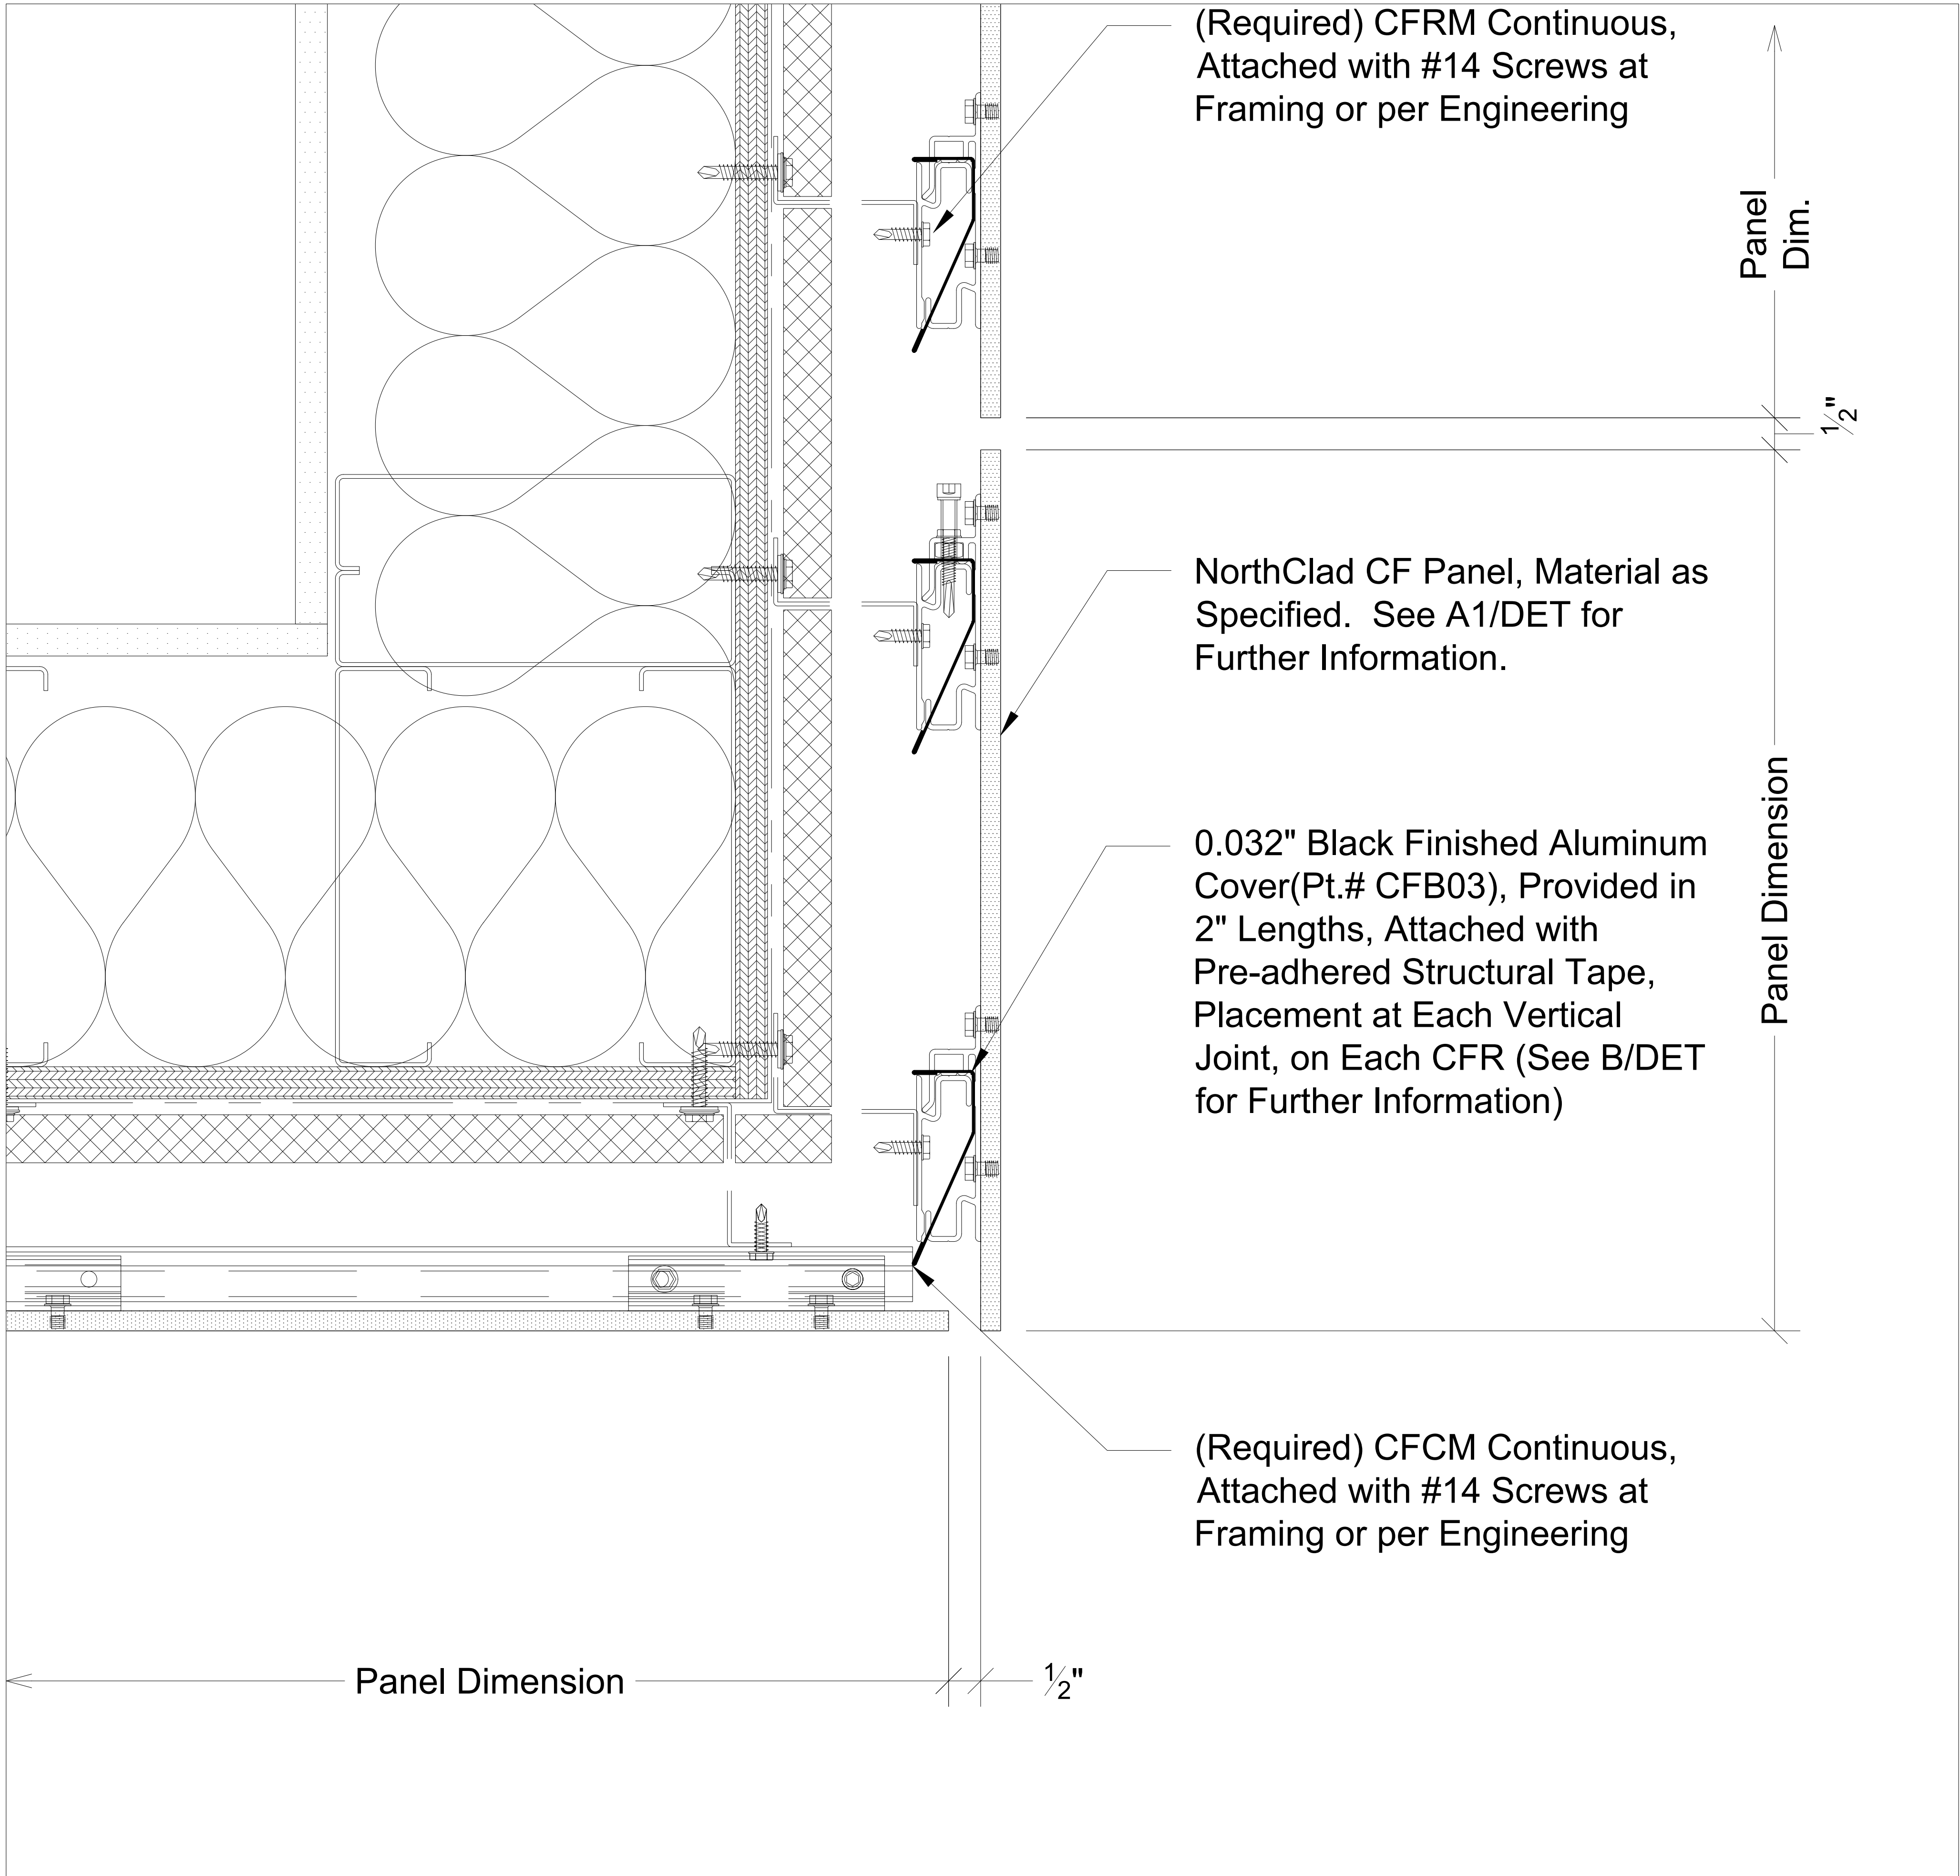 (Required) CFRM Continuous,
Attached with #14 Screws at
Framing or per Engineering
Panel
Dim.
1/2"
NorthClad CF Panel, Material as
Specified.  See A1/DET for
Further Information.
0.032" Black Finished Aluminum
Cover(Pt.# CFB03), Provided in
2" Lengths, Attached with
Pre-adhered Structural Tape,
Placement at Each Vertical
Joint, on Each CFR (See B/DET
for Further Information)
Panel Dimension
(Required) CFCM Continuous,
Attached with #14 Screws at
Framing or per Engineering
Panel Dimension
1/2"